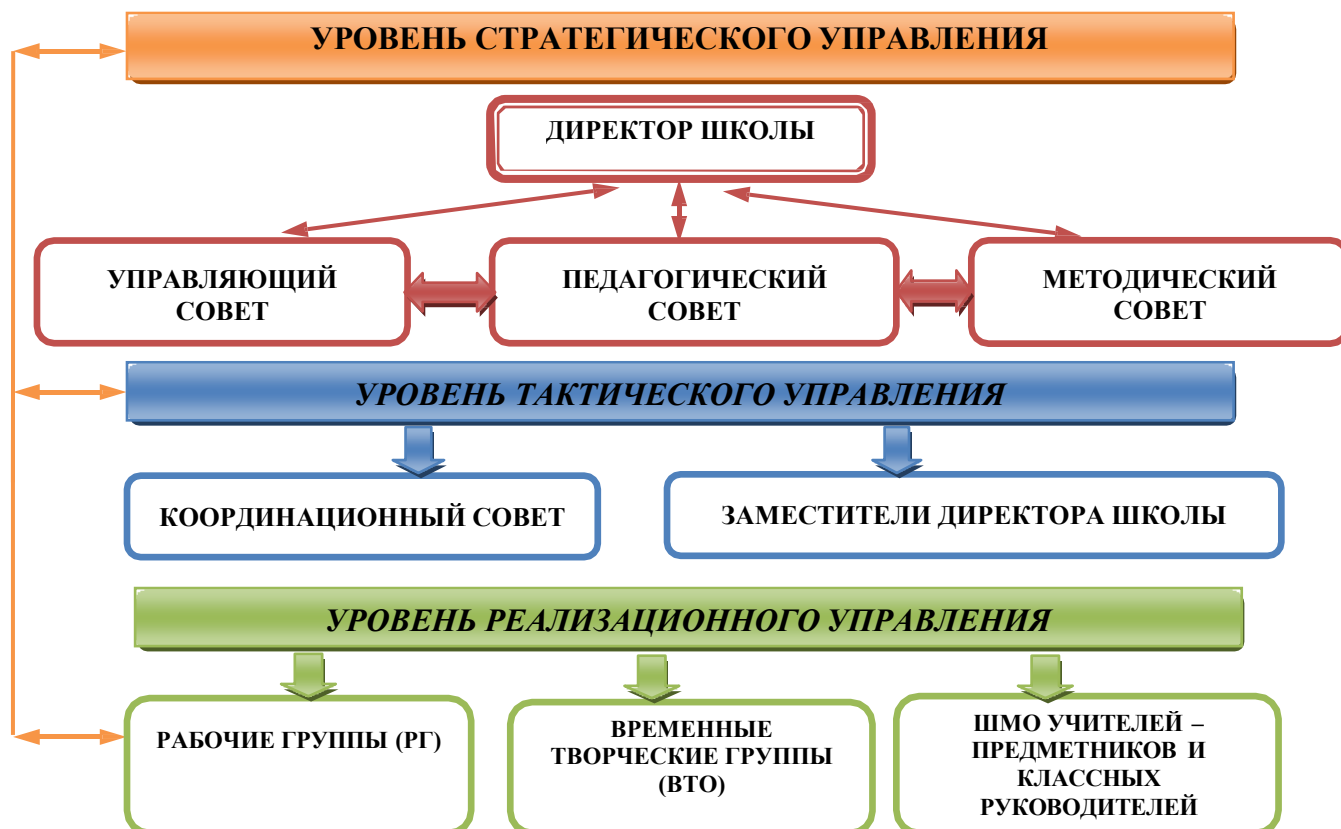 УРОВЕНЬ СТРАТЕГИЧЕСКОГО УПРАВЛЕНИЯ
ДИРЕКТОР ШКОЛЫ
УПРАВЛЯЮЩИЙ
СОВЕТ
ПЕДАГОГИЧЕСКИЙ
СОВЕТ
МЕТОДИЧЕСКИЙ
СОВЕТ
УРОВЕНЬ ТАКТИЧЕСКОГО УПРАВЛЕНИЯ
КООРДИНАЦИОННЫЙ СОВЕТ
ЗАМЕСТИТЕЛИ ДИРЕКТОРА ШКОЛЫ
УРОВЕНЬ РЕАЛИЗАЦИОННОГО УПРАВЛЕНИЯ
РАБОЧИЕ ГРУППЫ (РГ)
ВРЕМЕННЫЕ
ТВОРЧЕСКИЕ ГРУППЫ
(ВТО)
ШМО УЧИТЕЛЕЙ –
ПРЕДМЕТНИКОВ И
КЛАССНЫХ
РУКОВОДИТЕЛЕЙ